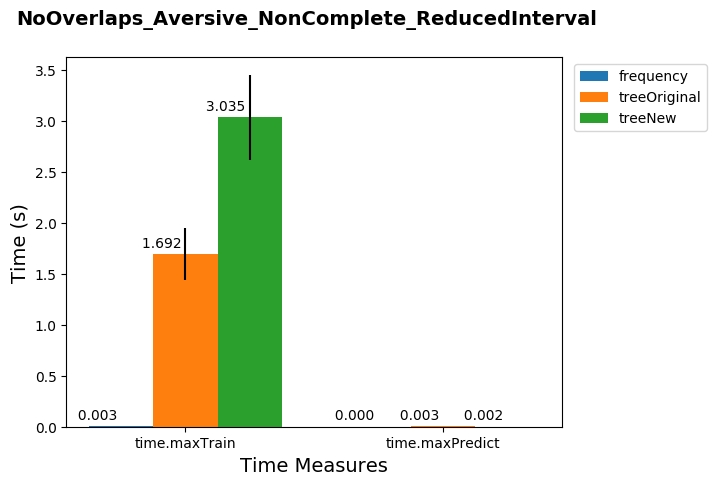 NoOverlaps_Aversive_NonComplete_ReducedInterval
3.5
3.0
2.5
2.0
1.5
1.0
0.5
0.0
Time (s)
0.003
1.692
3.035
0.000
0.003
0.002
time.maxTrain
time.maxPredict
Time Measures
frequency
treeOriginal
treeNew